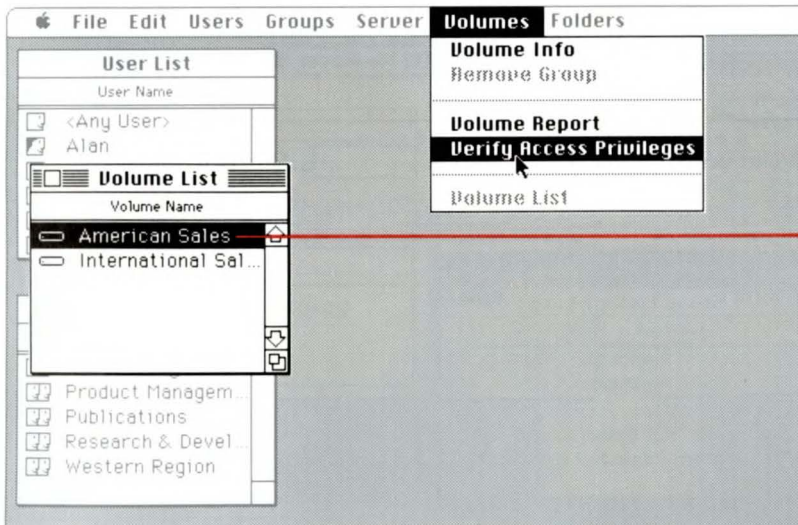 File Edit Users Groups Server Volumes Folders
Volume Info
Remove Group
Volume Report
Verify Access Privileges
Volume List
User List
User Name
<Any User>
Alan
Volume List
Volume Name
American Sales
International Sal...
Product Managem...
Publications
Research & Devel...
Western Region